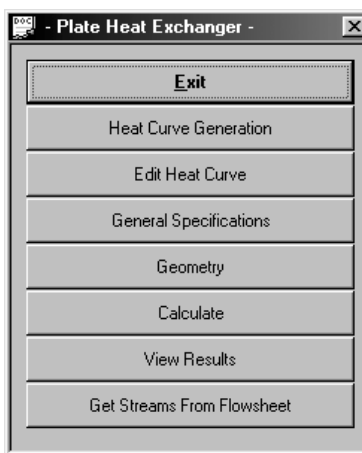 DOC
- Plate Heat Exchanger -
Exit
Heat Curve Generation
Edit Heat Curve
General Specifications
Geometry
Calculate
View Results
Get Streams From Flowsheet